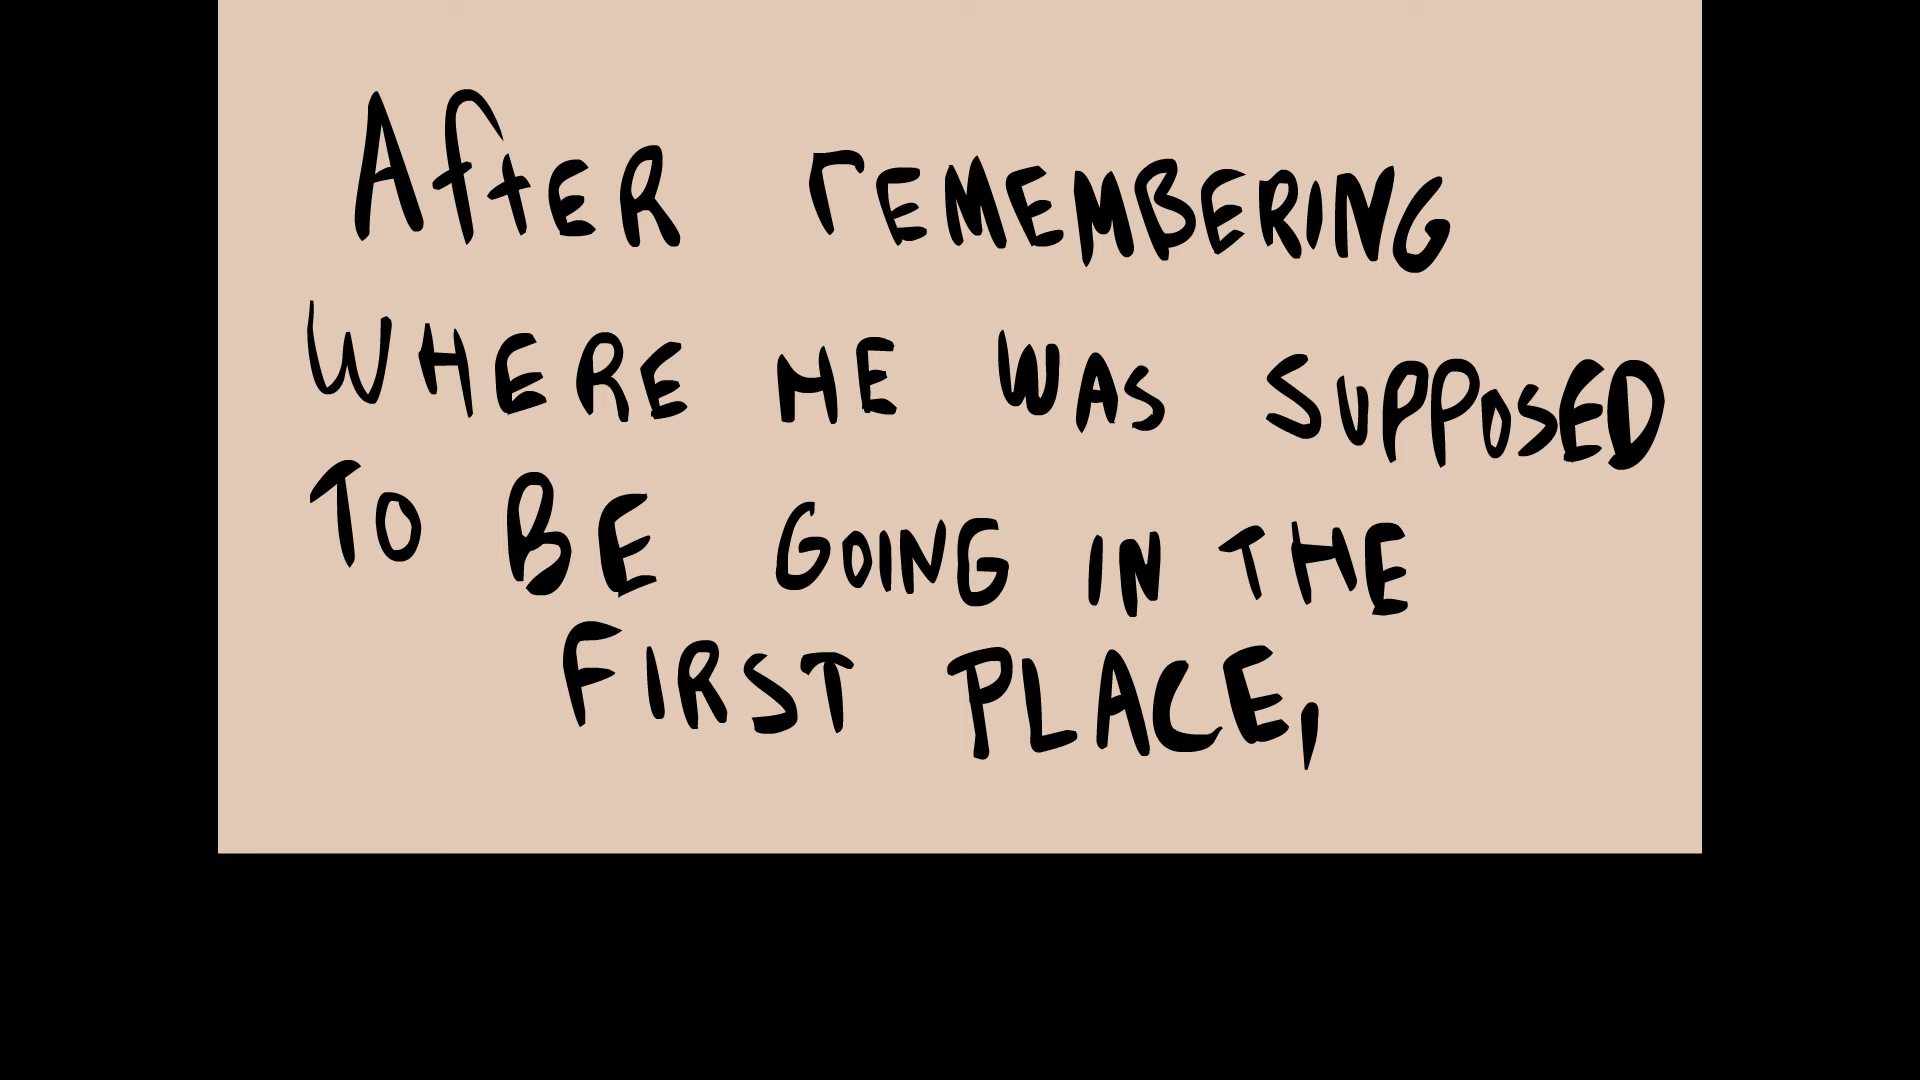 AftER rEMEMBERING
WHERE HE WAS SUPPOSED
TO BE GOING IN THE
FIRST PLACE,